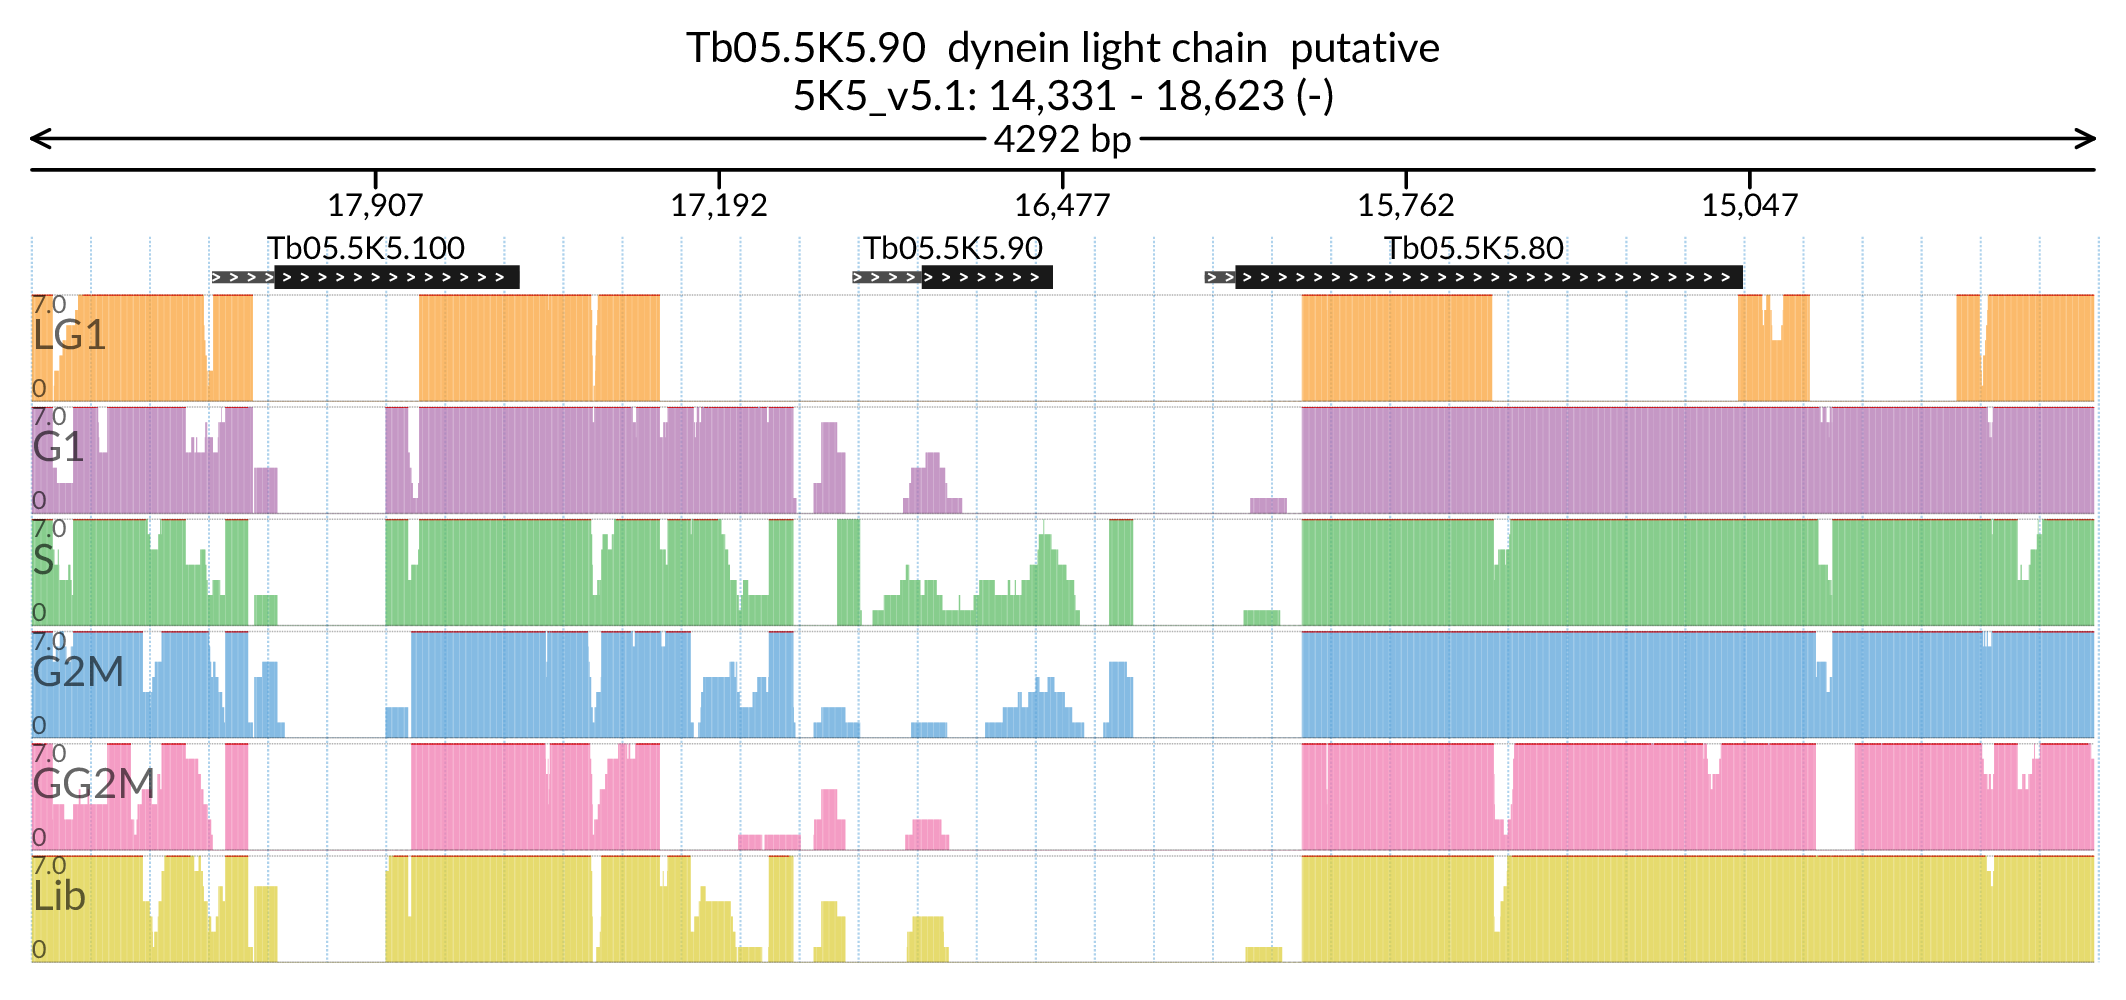 Tb05.5K5.90 dynein light chain putative
5K5_v5.1: 14,331 - 18,623 (-)
4292 bp
17,907 17,192 16,477 15,762 15,047
Tb05.5K5.100 Tb05.5K5.90 Tb05.5K5.80
7.0
LG1
0
7.0
G1
0
7.0
S
0
7.0
G2M
0
7.0
GG2M
0
7.0
Lib
0